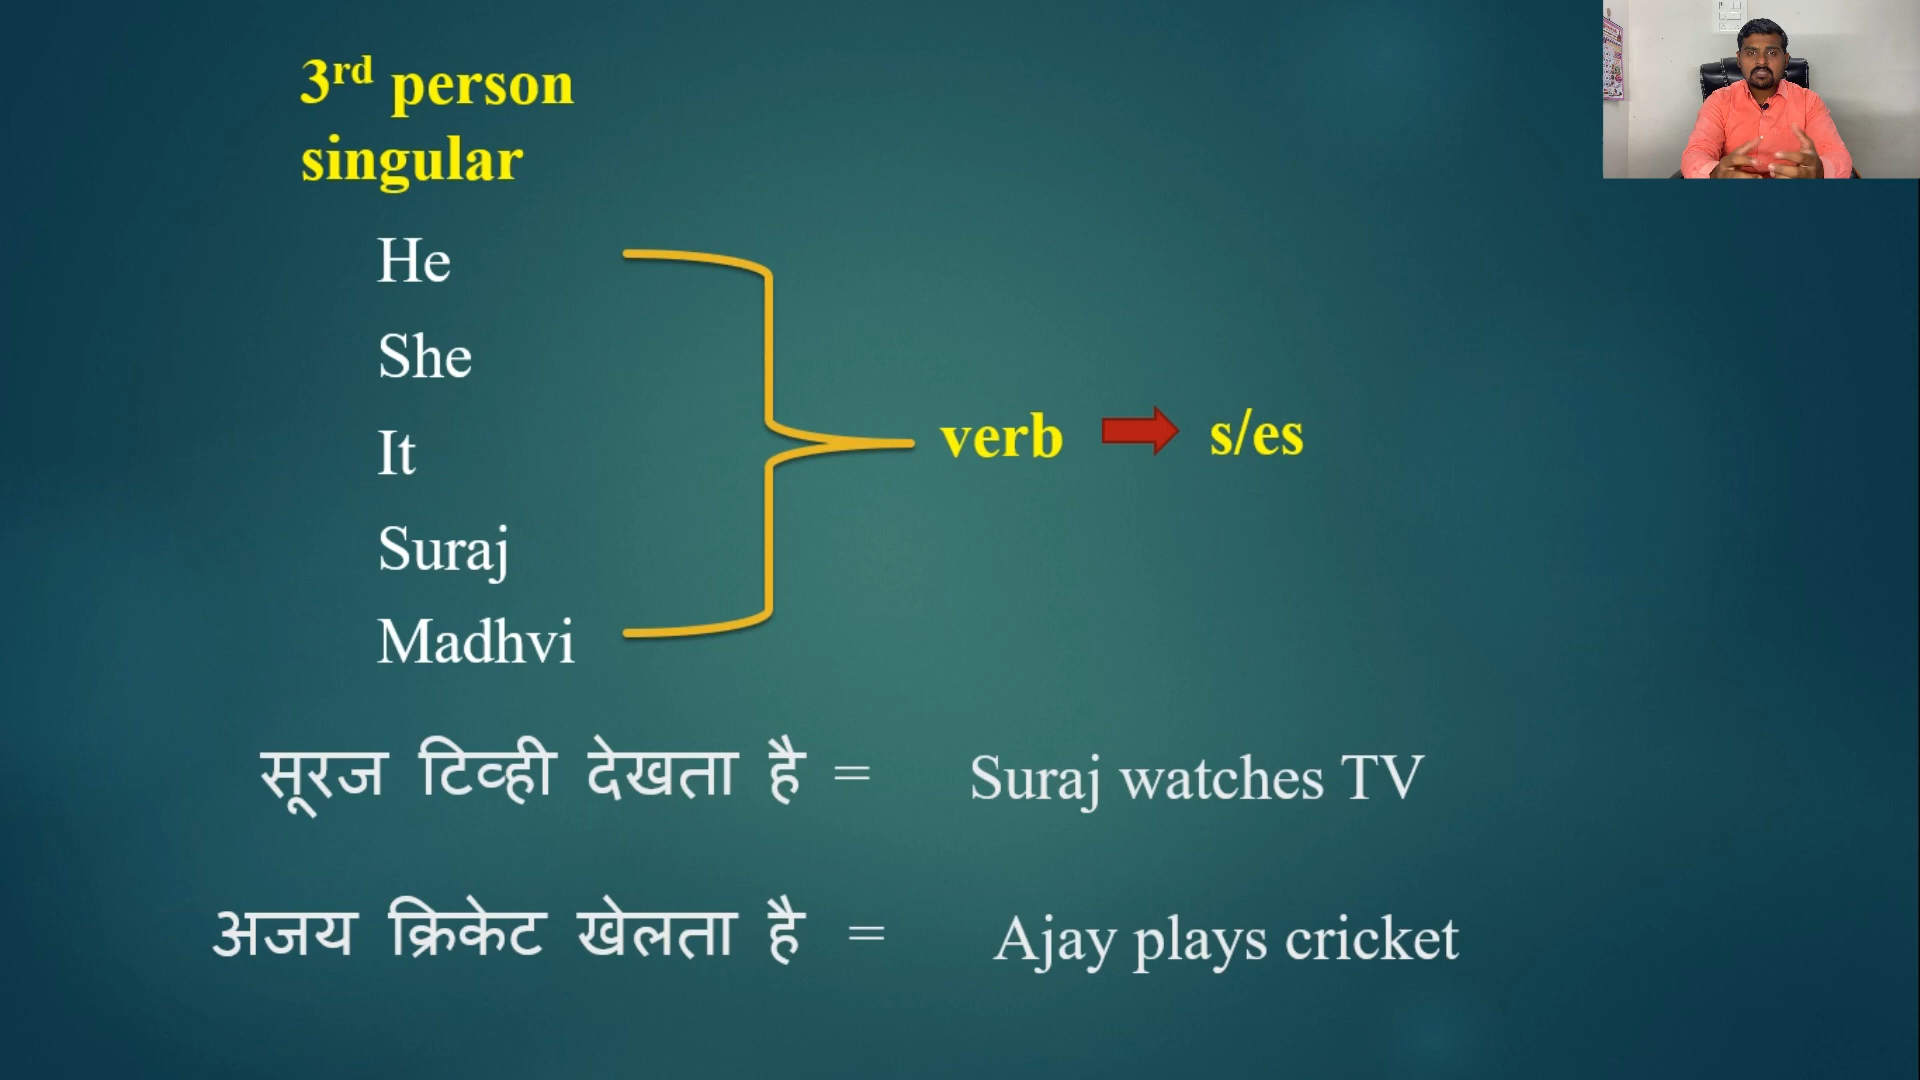 3rd person
singular
He
She
It
Suraj
Madhvi
verb s/es
सूरज टिव्ही देखता है = Suraj watches TV
अजय क्रिकेट खेलता है = Ajay plays cricket